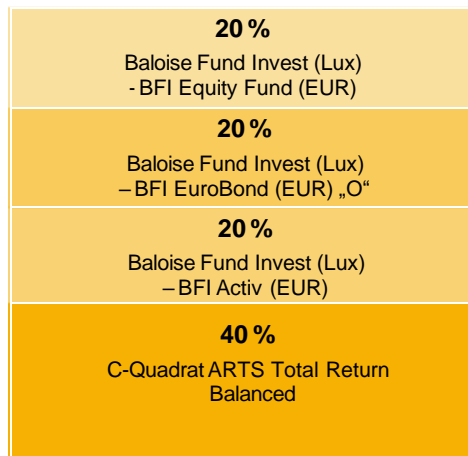 20 %
Baloise Fund Invest (Lux)
- BFI Equity Fund (EUR)
20 %
Baloise Fund Invest (Lux)
– BFI EuroBond (EUR) „O“
20 %
Baloise Fund Invest (Lux)
– BFI Activ (EUR)
40 %
C-Quadrat ARTS Total Return
Balanced